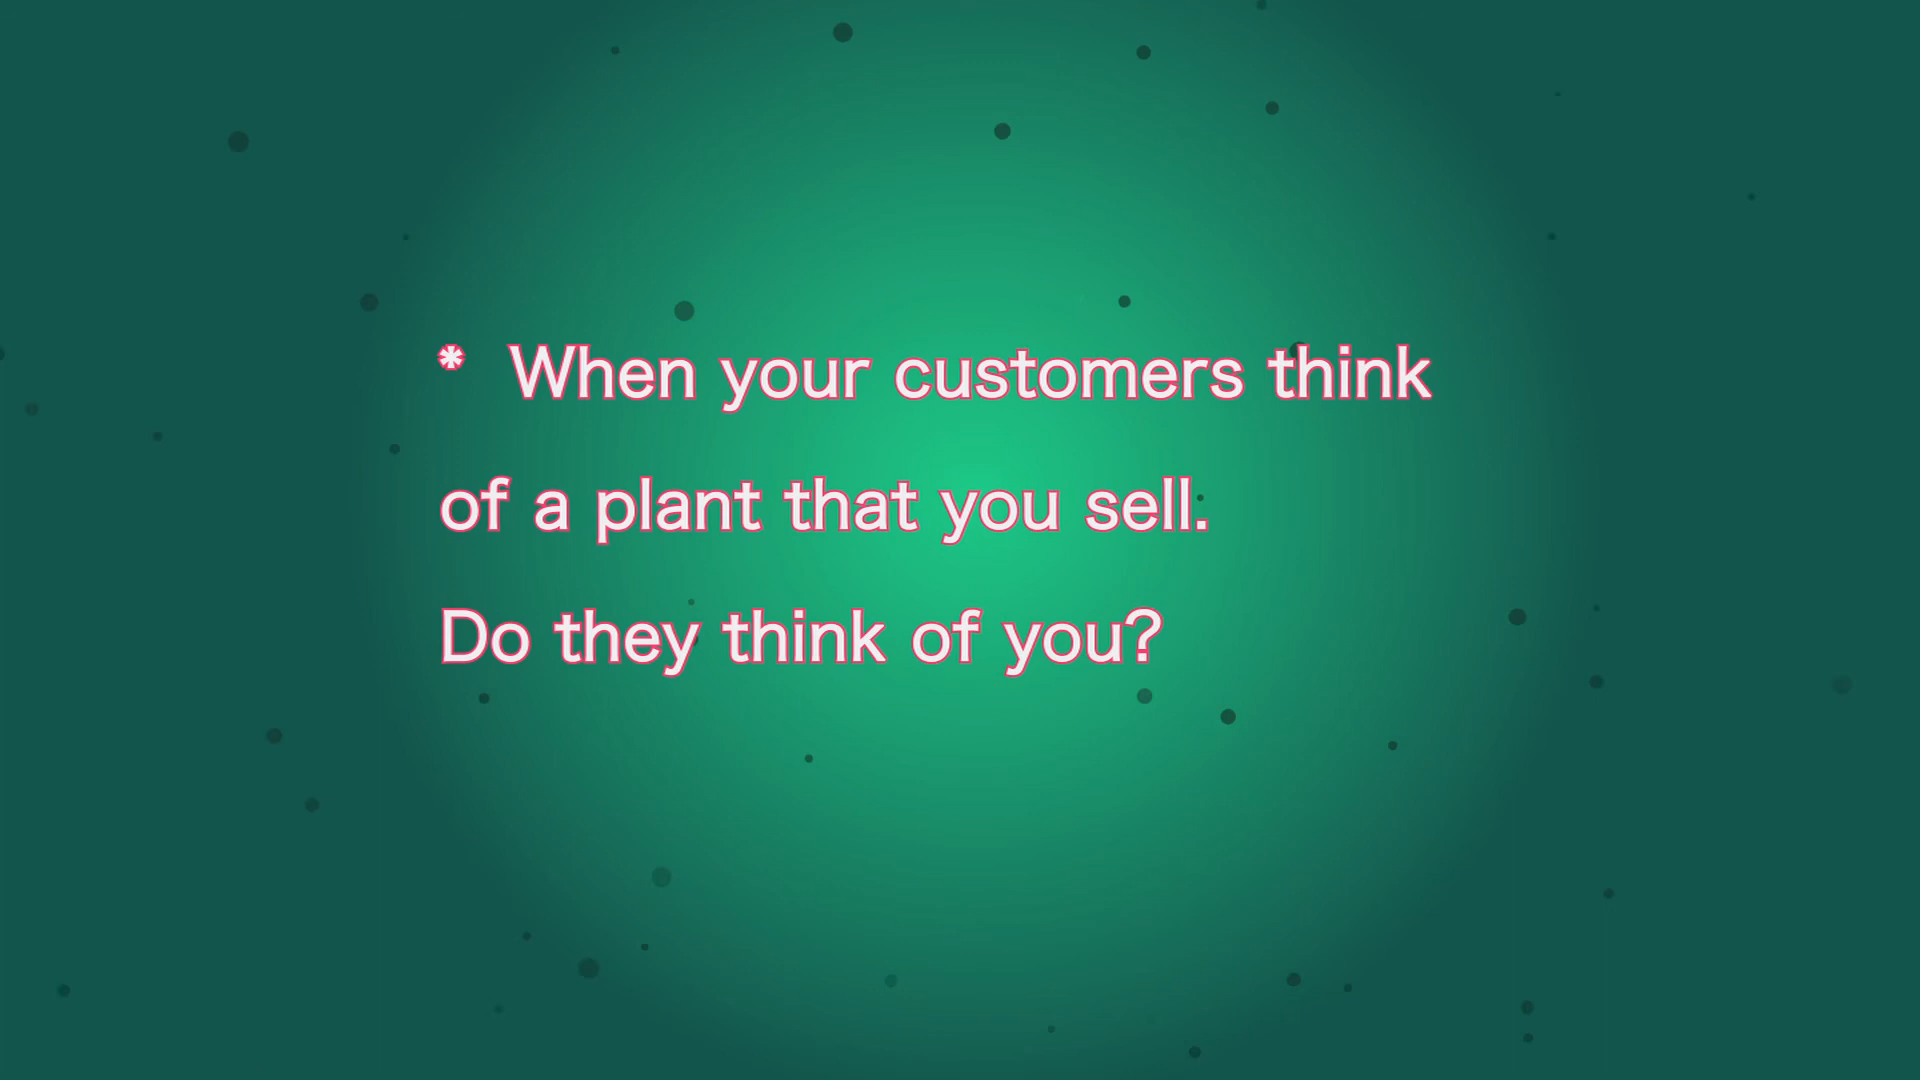 * When your customers think
of a plant that you sell.
Do they think of you?